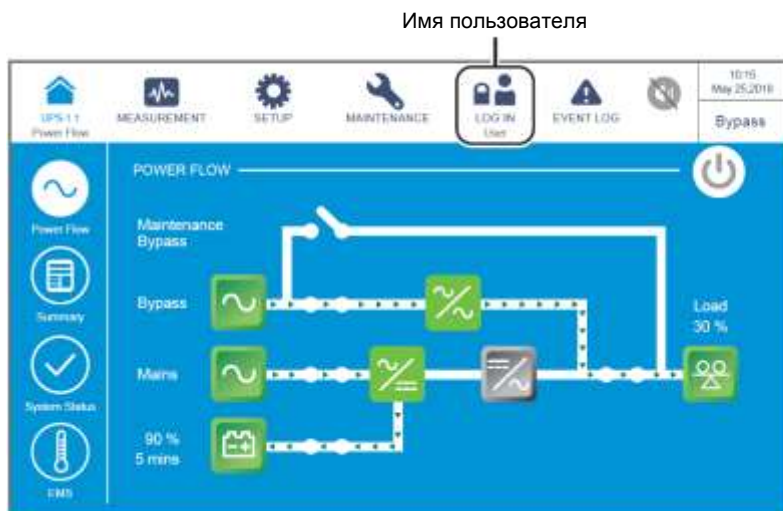 Имя пользователя
10:15
May 25,2018
UPS 1.1
Power Flow
MEASUREMENT
SETUP
MAINTENANCE
LOG IN
User
EVENT LOG
Bypass
POWER FLOW
Power Flow
Summary
System Status
EMS
Maintenance
Bypass
Bypass
Mains
90 %
5 mins
Load
30 %